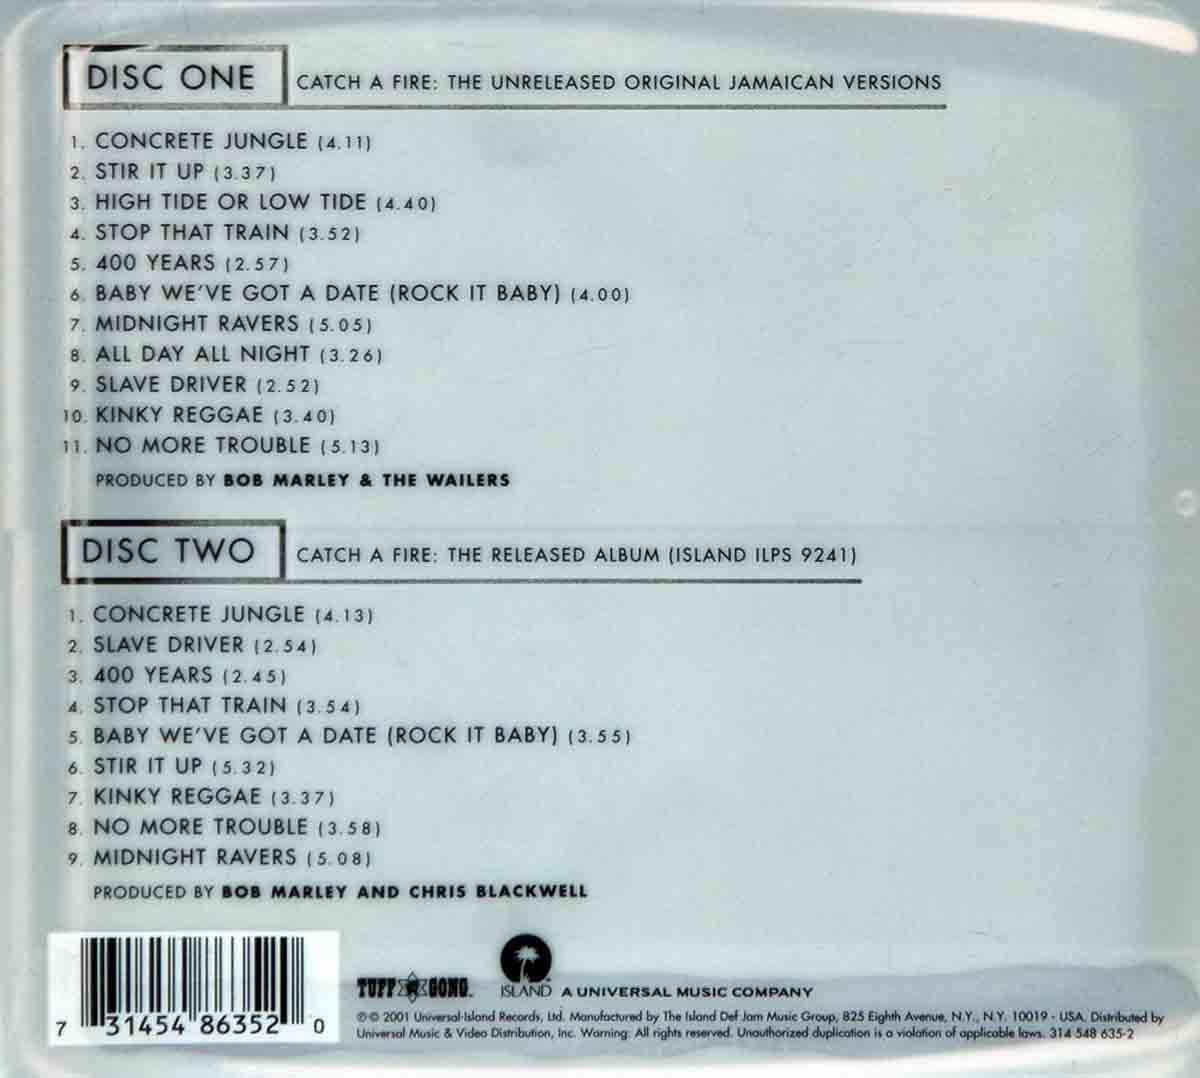 DISC ONE CATCH A FIRE: THE UNRELEASED ORIGINAL JAMAICAN VERSIONS
1. CONCRETE JUNGLE (4.11)
2. STIR IT UP (3.37)
3. HIGH TIDE OR LOW TIDE (4.40)
4. STOP THAT TRAIN (3.52)
5. 400 YEARS (2.57)
6. BABY WE'VE GOT A DATE (ROCK IT BABY) (4.00)
7. MIDNIGHT RAVERS (5.05)
8. ALL DAY ALL NIGHT (3.26)
9. SLAVE DRIVER (2.52)
10. KINKY REGGAE (3.40)
11. NO MORE TROUBLE (5.13)
PRODUCED BY BOB MARLEY & THE WAILERS
DISC TWO CATCH A FIRE: THE RELEASED ALBUM (ISLAND ILPS 9241)
1. CONCRETE JUNGLE (4.13)
2. SLAVE DRIVER (2.54)
3. 400 YEARS (2.45)
4. STOP THAT TRAIN (3.54)
5. BABY WE'VE GOT A DATE (ROCK IT BABY) (3.55)
6. STIR IT UP (5.32)
7. KINKY REGGAE (3.37)
8. NO MORE TROUBLE (3.58)
9. MIDNIGHT RAVERS (5.08)
PRODUCED BY BOB MARLEY AND CHRIS BLACKWELL
7 31454 86352 0
TUFF GONG ISLAND A UNIVERSAL MUSIC COMPANY
℗© 2001 Universal-Island Records, Ltd. Manufactured by The Island Def Jam Music Group, 825 Eighth Avenue, N.Y., N.Y. 10019 - USA. Distributed by
Universal Music & Video Distribution, Inc. Warning: All rights reserved. Unauthorized duplication is a violation of applicable laws. 314 548 635-2